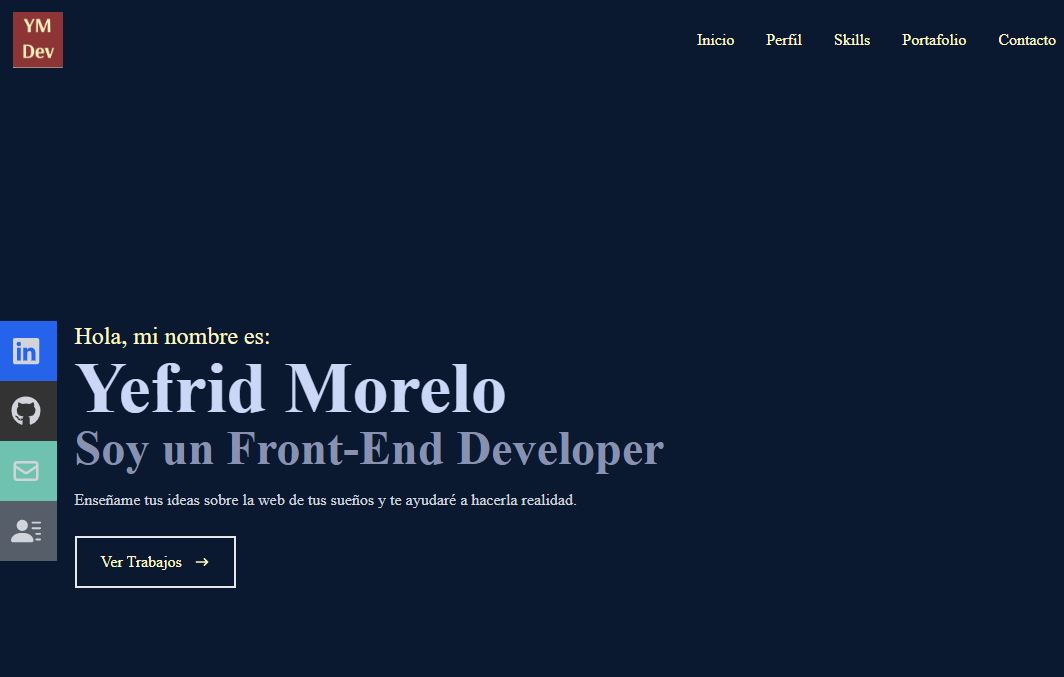 YM
Dev
Inicio Perfil Skills Portafolio Contacto
in
Hola, mi nombre es:
Yefrid Morelo
Soy un Front-End Developer
Enseñame tus ideas sobre la web de tus sueños y te ayudaré a hacerla realidad.
Ver Trabajos →